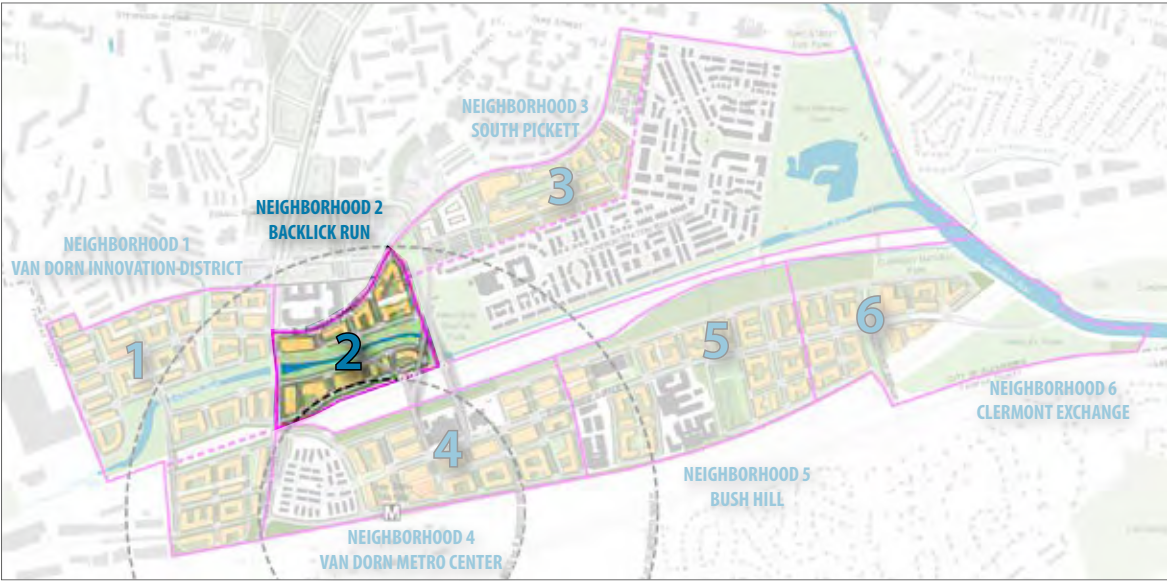 NEIGHBORHOOD 3
SOUTH PICKETT
3
NEIGHBORHOOD 2
BACKLICK RUN
NEIGHBORHOOD 1
VAN DORN INNOVATION DISTRICT
1
2
5
6
4
M
NEIGHBORHOOD 6
CLERMONT EXCHANGE
NEIGHBORHOOD 5
BUSH HILL
NEIGHBORHOOD 4
VAN DORN METRO CENTER